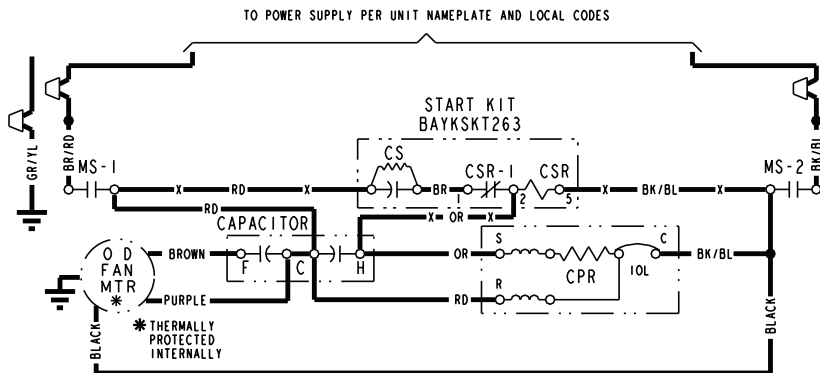 TO POWER SUPPLY PER UNIT NAMEPLATE AND LOCAL CODES
START KIT
BAYKSKT263
GR/YL
BR/RD
MS-1
CS
CSR-1
CSR
MS-2
BK/BL
X RD X
BR
1
2
5
X BK/BL X
RD
X OR X
CAPACITOR
O D
FAN
MTR
*
BROWN
F
C
H
OR
S
CPR
IOL
C
BK/BL
PURPLE
RD
R
* THERMALLY
PROTECTED
INTERNALLY
BLACK
BLACK